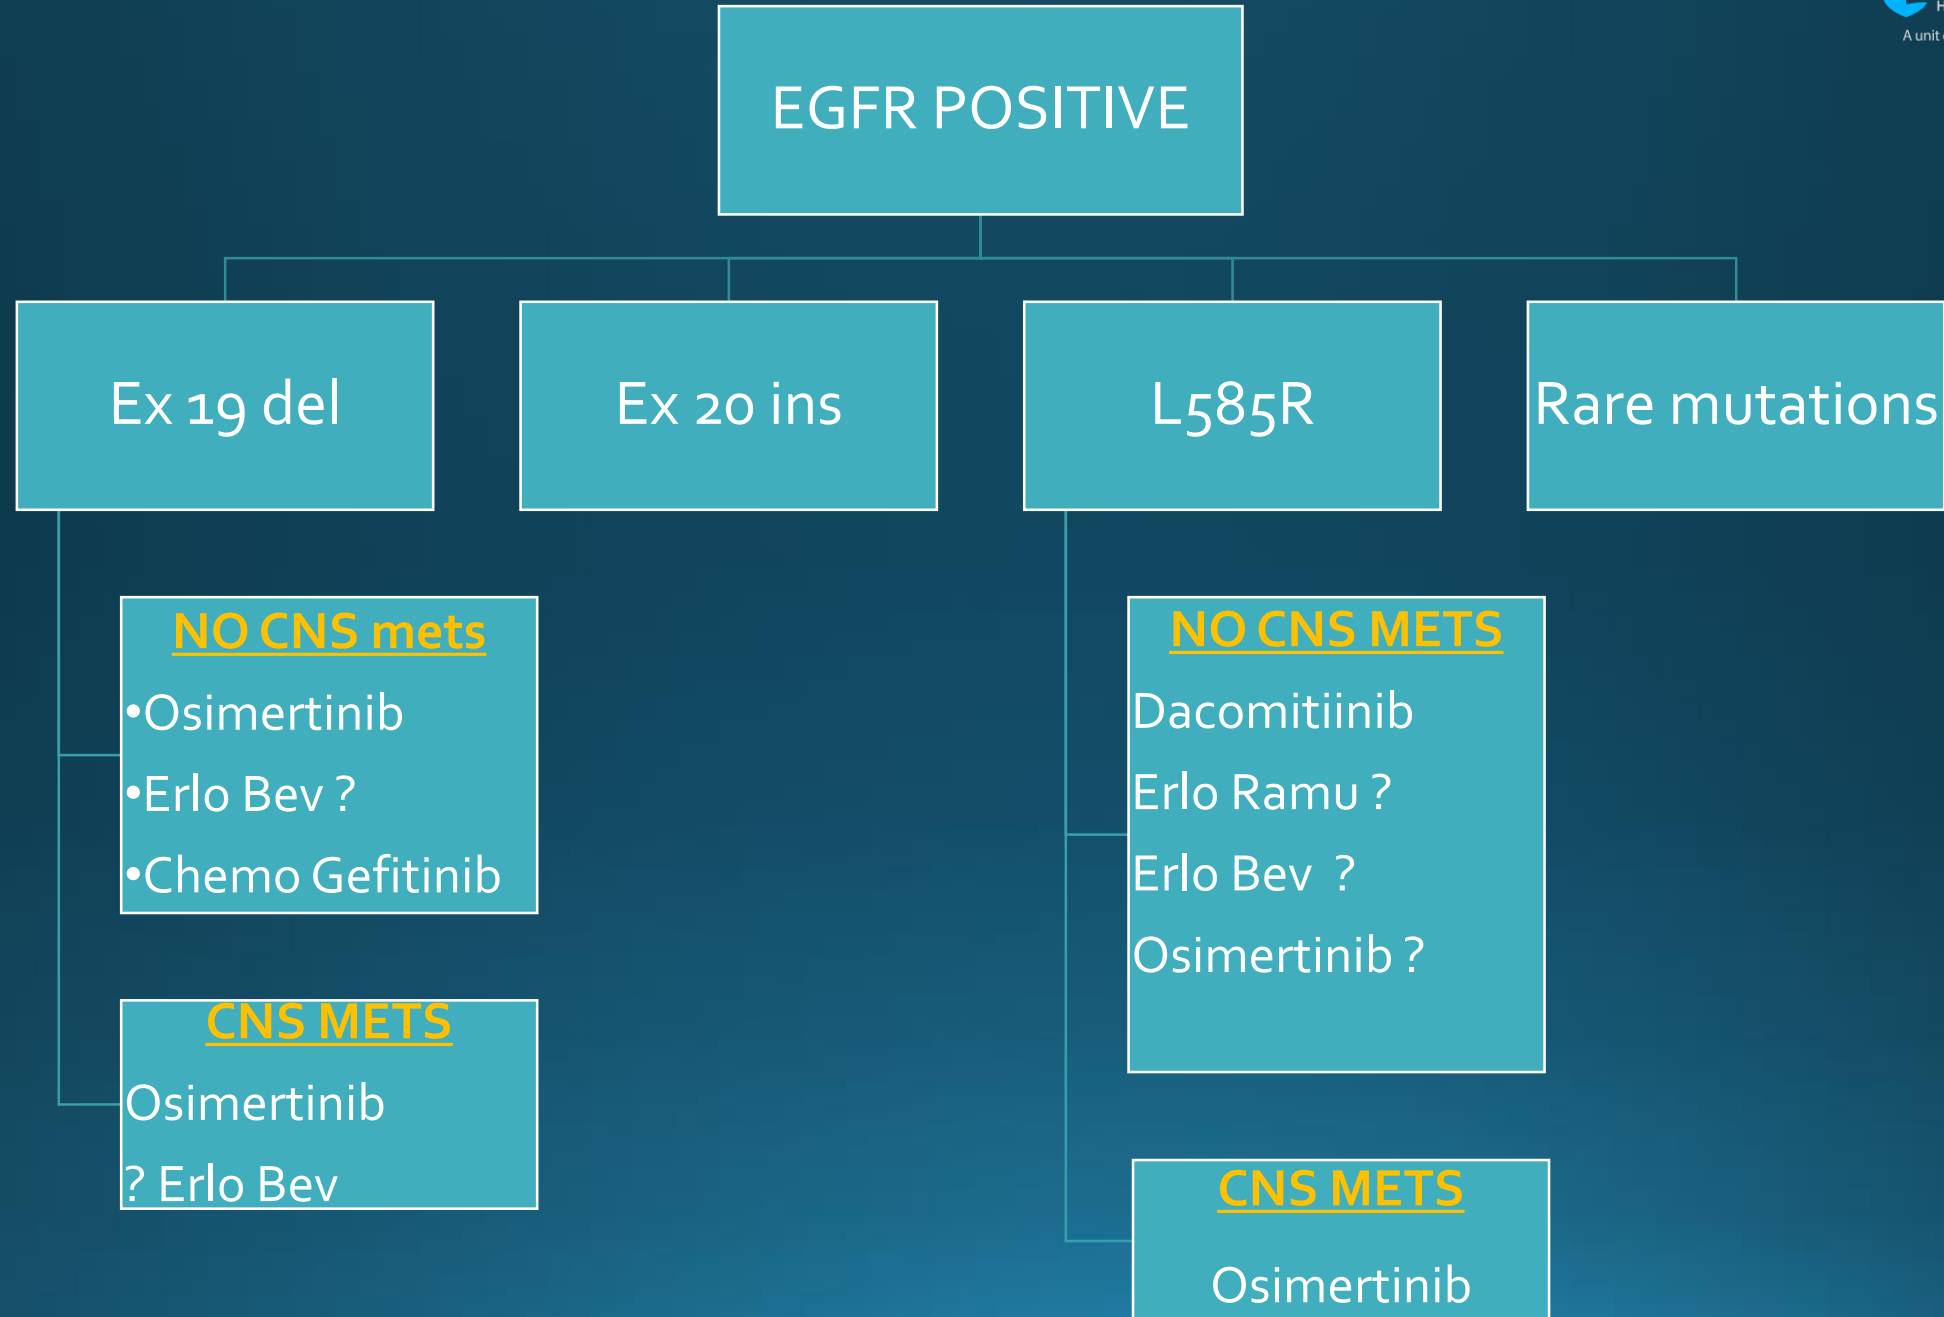 H
A unit
EGFR POSITIVE
Ex 19 del
Ex 20 ins
L585R
Rare mutations
NO CNS mets
•Osimertinib
•Erlo Bev ?
•Chemo Gefitinib
CNS METS
Osimertinib
? Erlo Bev
NO CNS METS
Dacomitiinib
Erlo Ramu ?
Erlo Bev ?
Osimertinib ?
CNS METS
Osimertinib